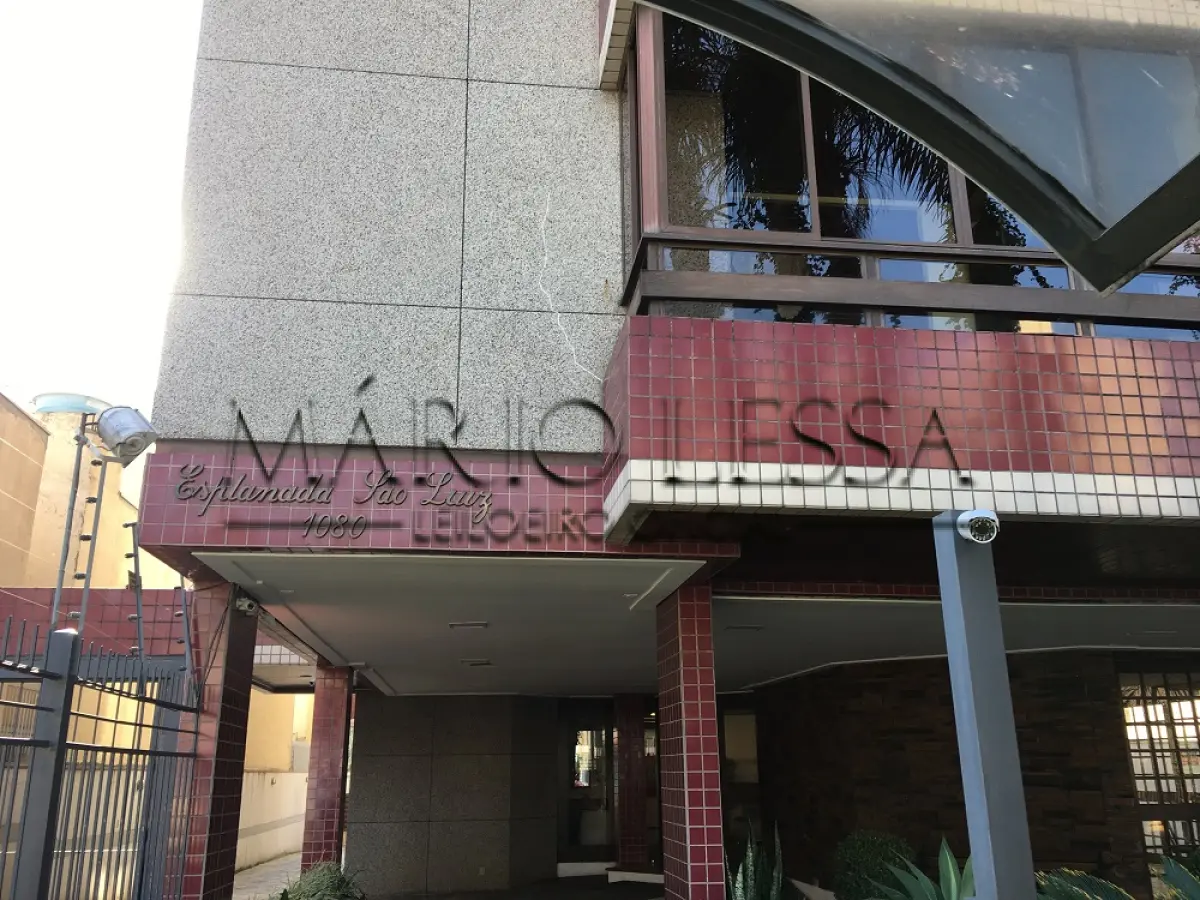 MÁRIO LESSA
Esplanada São Luiz
1080
LEILOEIRO